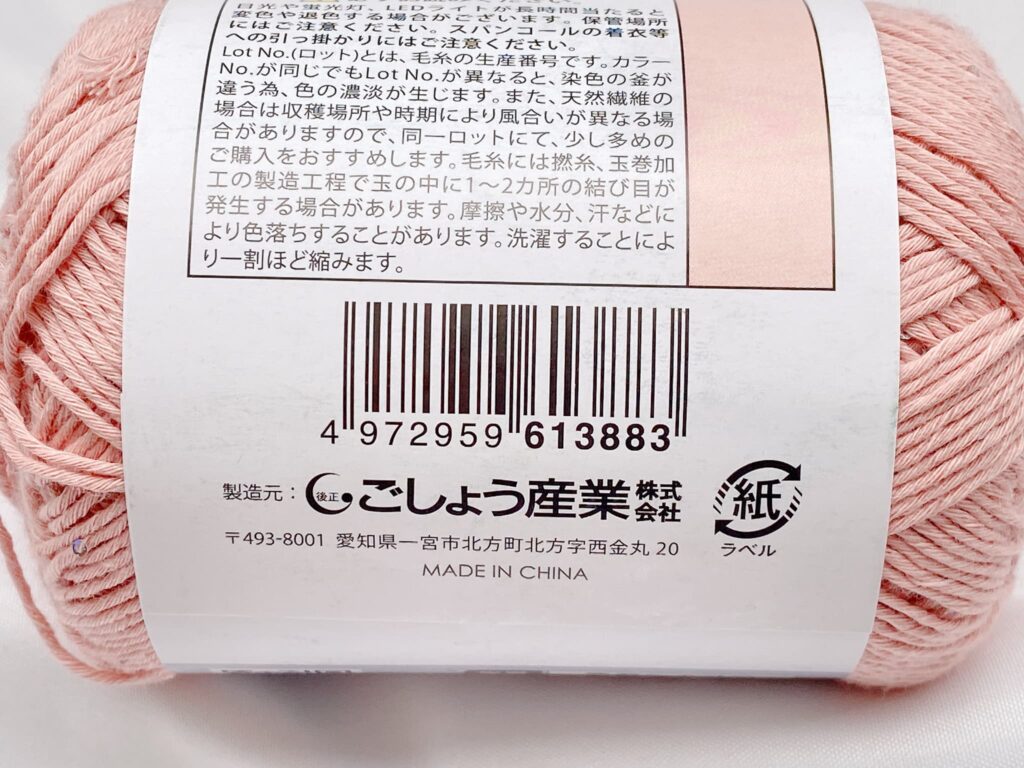 日光や蛍光灯、LEDライトが長時間当たると
変色や退色する場合がございます。保管場所
にはご注意ください。スパンコールの着衣等
への引っ掛かりにはご注意ください。
Lot No.(ロット)とは、毛糸の生産番号です。カラー
No.が同じでもLot No.が異なると、染色の釜が
違う為、色の濃淡が生じます。また、天然繊維の
場合は収穫場所や時期により風合いが異なる場
合がありますので、同一ロットにて、少し多めの
ご購入をおすすめします。毛糸には撚糸、玉巻加
工の製造工程で玉の中に1〜2カ所の結び目が
発生する場合があります。摩擦や水分、汗などに
より色落ちすることがあります。洗濯することによ
り一割ほど縮みます。
4 972959 613883
製造元: 後正 ごしょう産業 株式会社
〒493-8001 愛知県一宮市北方町北方字西金丸 20
MADE IN CHINA
紙
ラベル